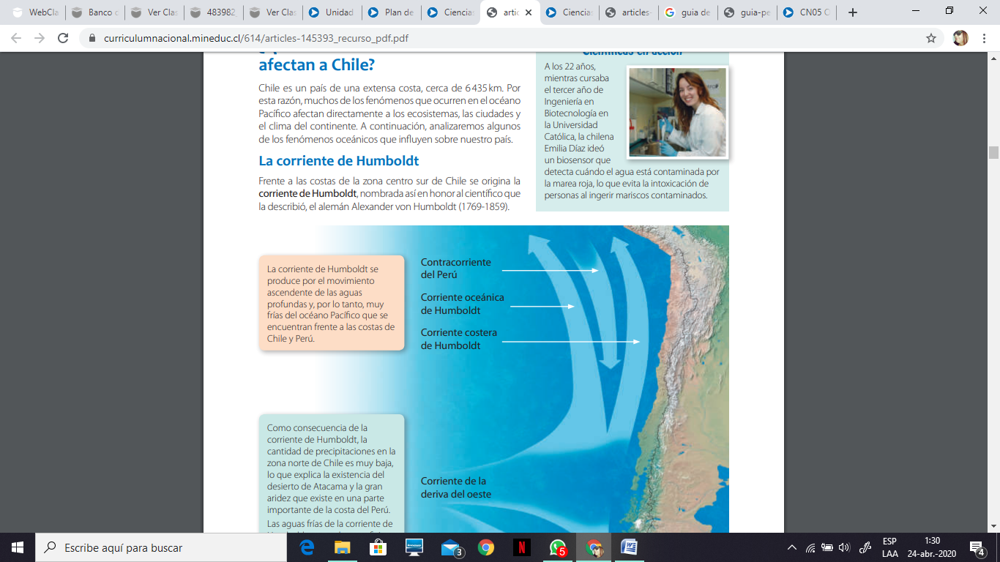 WebCla
Banco c
Ver Clas
483982
Ver Clas
Unidad
Plan de
Ciencias
artic
Ciencias
articles-
guia de
guia-pe
CN05 C
curriculumnacional.mineduc.cl/614/articles-145393_recurso_pdf.pdf
afectan a Chile?
Chile es un país de una extensa costa, cerca de 6 435 km. Por
esta razón, muchos de los fenómenos que ocurren en el océano
Pacífico afectan directamente a los ecosistemas, las ciudades y
el clima del continente. A continuación, analizaremos algunos
de los fenómenos oceánicos que influyen sobre nuestro país.
La corriente de Humboldt
Frente a las costas de la zona centro sur de Chile se origina la
corriente de Humboldt, nombrada así en honor al científico que
la describió, el alemán Alexander von Humboldt (1769-1859).
Científicas en acción
A los 22 años,
mientras cursaba
el tercer año de
Ingeniería en
Biotecnología en
la Universidad
Católica, la chilena
Emilia Díaz ideó
un biosensor que
detecta cuándo el agua está contaminada por
la marea roja, lo que evita la intoxicación de
personas al ingerir mariscos contaminados.
La corriente de Humboldt se
produce por el movimiento
ascendente de las aguas
profundas y, por lo tanto, muy
frías del océano Pacífico que se
encuentran frente a las costas de
Chile y Perú.
Contracorriente
del Perú
Corriente oceánica
de Humboldt
Corriente costera
de Humboldt
Como consecuencia de la
corriente de Humboldt, la
cantidad de precipitaciones en la
zona norte de Chile es muy baja,
lo que explica la existencia del
desierto de Atacama y la gran
aridez que existe en una parte
importante de la costa del Perú.
Las aguas frías de la corriente de
Corriente de la
deriva del oeste
Escribe aquí para buscar
3
N
5
ESP
LAA
1:30
24-abr.-2020
4